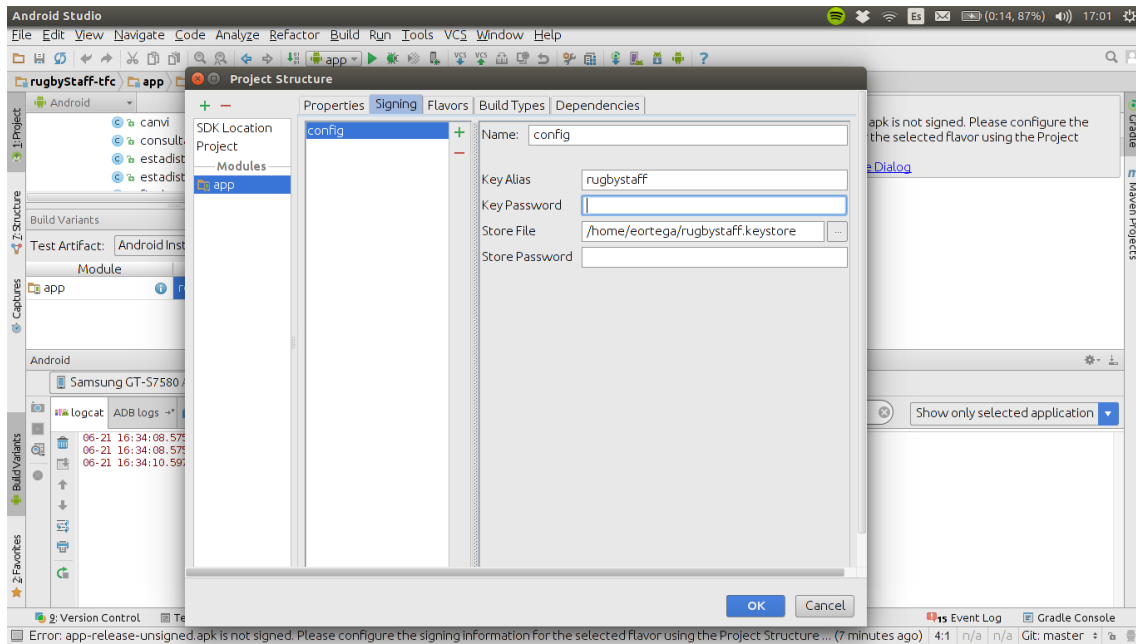 Android Studio
Es (0:14, 87%) 17:01
File Edit View Navigate Code Analyze Refactor Build Run Tools VCS Window Help
app
VCS VCS
?
rugbyStaff-tfc app
Project Structure
Android
canvi
consult
estadist
estadist
1: Project
7: Structure
Captures
Build Variants
2: Favorites
Build Variants
Test Artifact: Android Inst
Module
app
SDK Location
Project
Modules
app
Properties Signing Flavors Build Types Dependencies
config
Name: config
Key Alias rugbystaff
Key Password
Store File /home/eortega/rugbystaff.keystore
...
Store Password
OK Cancel
apk is not signed. Please configure the
the selected flavor using the Project
e Dialog
Gradle
Maven Projects
Android
Samsung GT-S7580
logcat ADB logs
Show only selected application
06-21 16:34:08.575
06-21 16:34:08.575
06-21 16:34:10.597
9: Version Control Te
15 Event Log Gradle Console
Error: app-release-unsigned.apk is not signed. Please configure the signing information for the selected flavor using the Project Structure ... (7 minutes ago) 4:1 n/a n/a Git: master